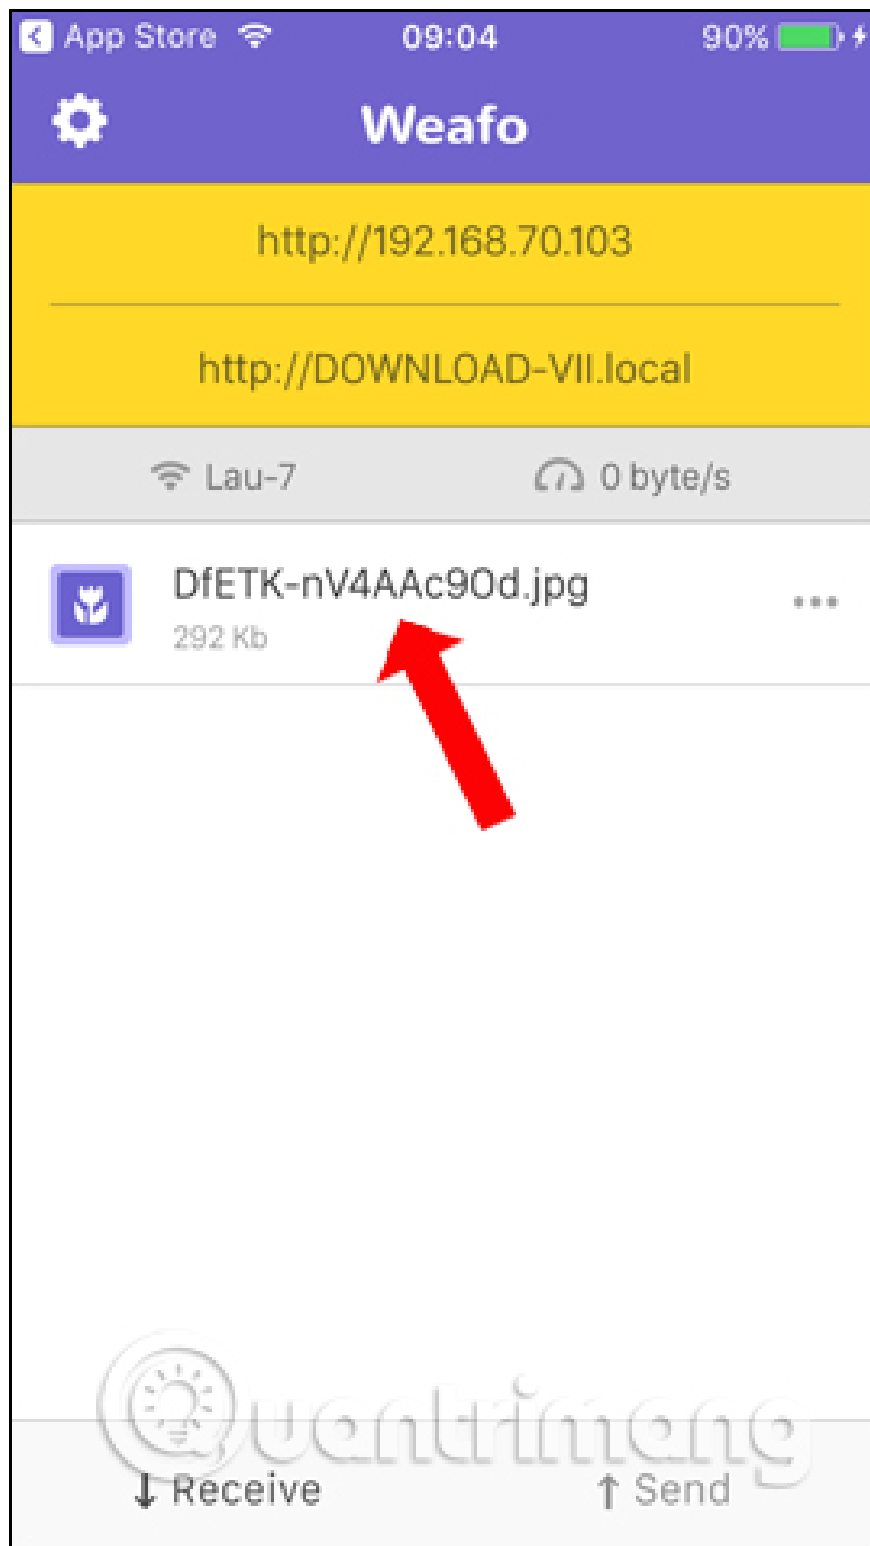 App Store 09:04 90%
Weafo
http://192.168.70.103
http://DOWNLOAD-VII.local
Lau-7 0 byte/s
DfETK-nV4AAc9Od.jpg
292 Kb
Quantrimang
↓ Receive ↑ Send